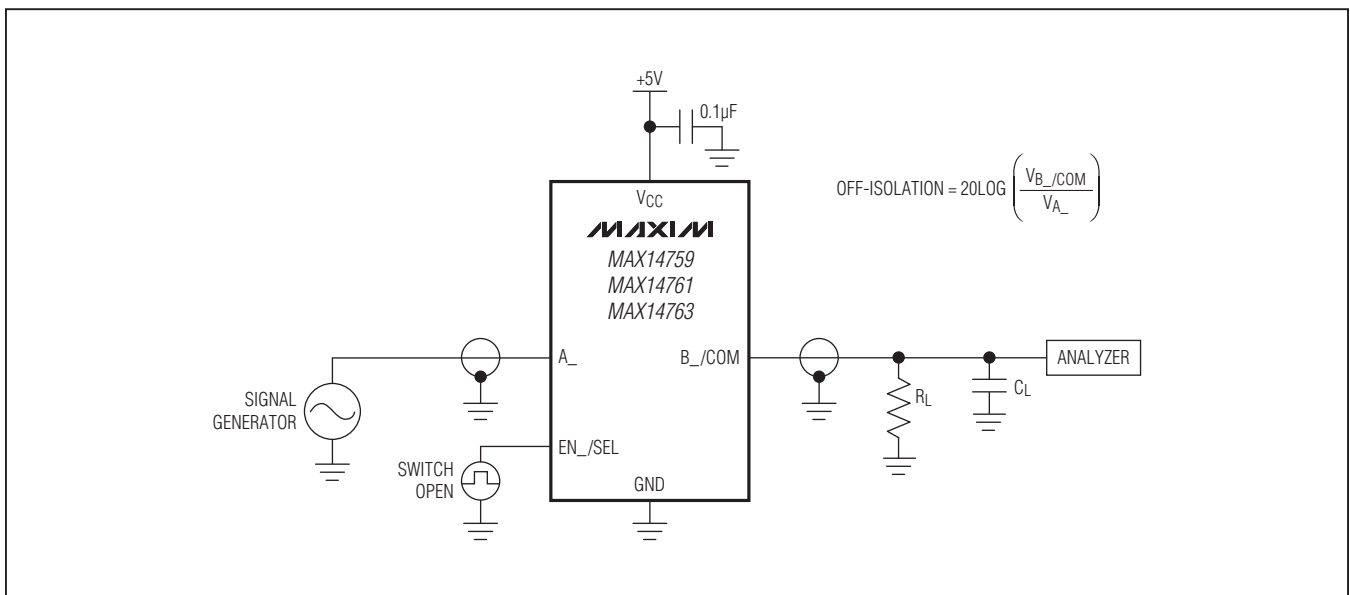 +5V
0.1µF
OFF-ISOLATION = 20LOG (VB_/COM / VA_)
VCC
MAXIM
MAX14759
MAX14761
MAX14763
A_
B_/COM
ANALYZER
SIGNAL
GENERATOR
RL
CL
EN_/SEL
SWITCH
OPEN
GND